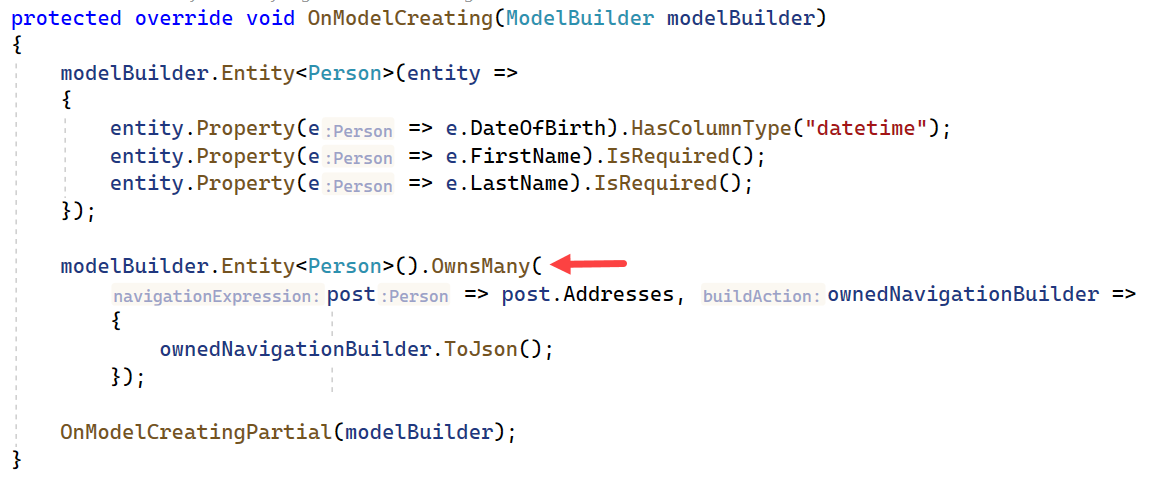 protected override void OnModelCreating(ModelBuilder modelBuilder)
{
    modelBuilder.Entity<Person>(entity =>
    {
        entity.Property(e :Person => e.DateOfBirth).HasColumnType("datetime");
        entity.Property(e :Person => e.FirstName).IsRequired();
        entity.Property(e :Person => e.LastName).IsRequired();
    });
    modelBuilder.Entity<Person>().OwnsMany(
        navigationExpression: post :Person => post.Addresses, buildAction: ownedNavigationBuilder =>
        {
            ownedNavigationBuilder.ToJson();
        });
    OnModelCreatingPartial(modelBuilder);
}